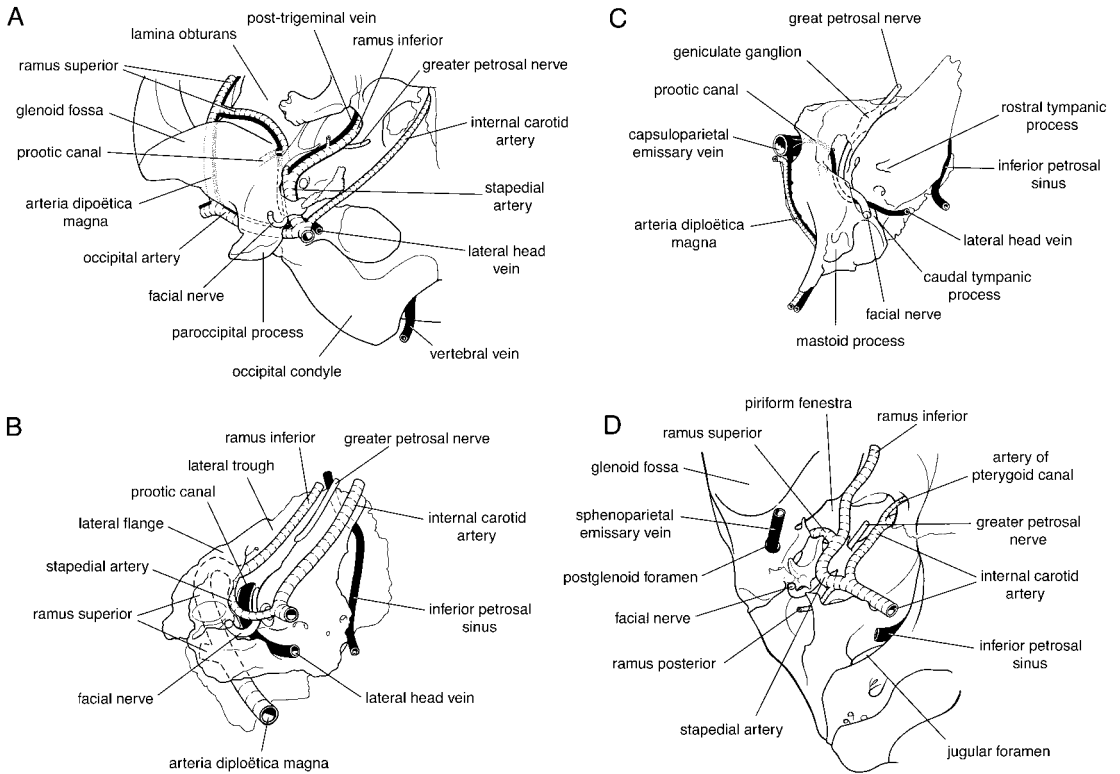 A
post-trigeminal vein
lamina obturans
ramus inferior
ramus superior
greater petrosal nerve
glenoid fossa
internal carotid
artery
prootic canal
stapedial
artery
arteria dipoëtica
magna
lateral head
vein
occipital artery
facial nerve
paroccipital process
vertebral vein
occipital condyle
B
ramus inferior
greater petrosal nerve
lateral trough
prootic canal
internal carotid
artery
lateral flange
stapedial artery
ramus superior
inferior petrosal
sinus
facial nerve
lateral head vein
arteria diploëtica magna
C
great petrosal nerve
geniculate ganglion
prootic canal
rostral tympanic
process
capsuloparietal
emissary vein
inferior petrosal
sinus
arteria diploëtica
magna
lateral head vein
caudal tympanic
process
facial nerve
mastoid process
D
piriform fenestra
ramus inferior
ramus superior
artery of
pterygoid canal
glenoid fossa
sphenoparietal
emissary vein
greater petrosal
nerve
postglenoid foramen
internal carotid
artery
facial nerve
inferior petrosal
sinus
ramus posterior
stapedial artery
jugular foramen